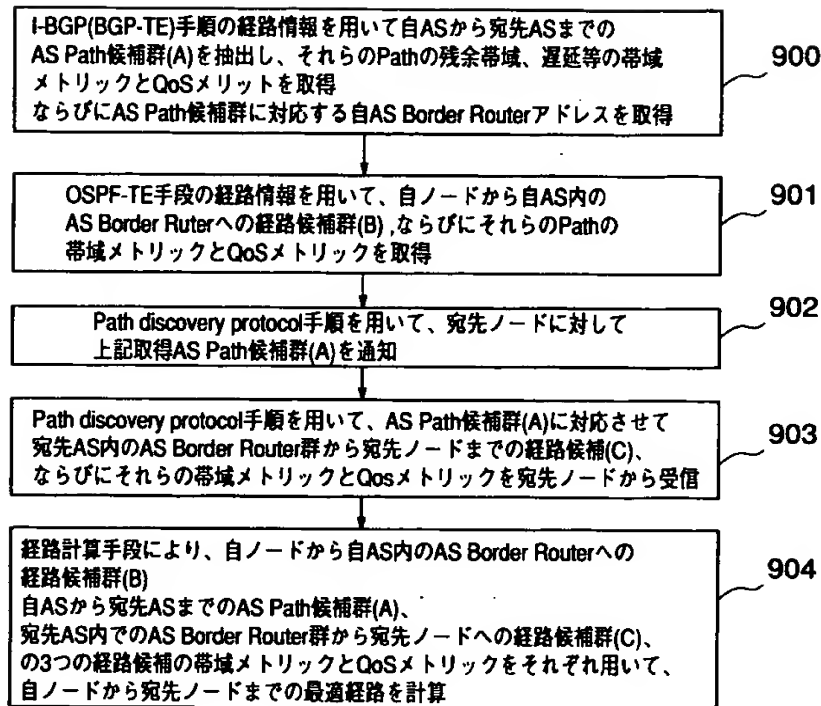 I-BGP(BGP-TE)手順の経路情報を用いて自ASから宛先ASまでの
AS Path候補群(A)を抽出し、それらのPathの残余帯域、遅延等の帯域
メトリックとQoSメリットを取得
ならびにAS Path候補群に対応する自AS Border Routerアドレスを取得
900
OSPF-TE手段の経路情報を用いて、自ノードから自AS内の
AS Border Ruterへの経路候補群(B) ,ならびにそれらのPathの
帯域メトリックとQoSメトリックを取得
901
Path discovery protocol手順を用いて、宛先ノードに対して
上記取得AS Path候補群(A)を通知
902
Path discovery protocol手順を用いて、AS Path候補群(A)に対応させて
宛先AS内のAS Border Router群から宛先ノードまでの経路候補(C)、
ならびにそれらの帯域メトリックとQosメトリックを宛先ノードから受信
903
経路計算手段により、自ノードから自AS内のAS Border Routerへの
経路候補群(B)
自ASから宛先ASまでのAS Path候補群(A)、
宛先AS内でのAS Border Router群から宛先ノードへの経路候補群(C)、
の3つの経路候補の帯域メトリックとQoSメトリックをそれぞれ用いて、
自ノードから宛先ノードまでの最適経路を計算
904